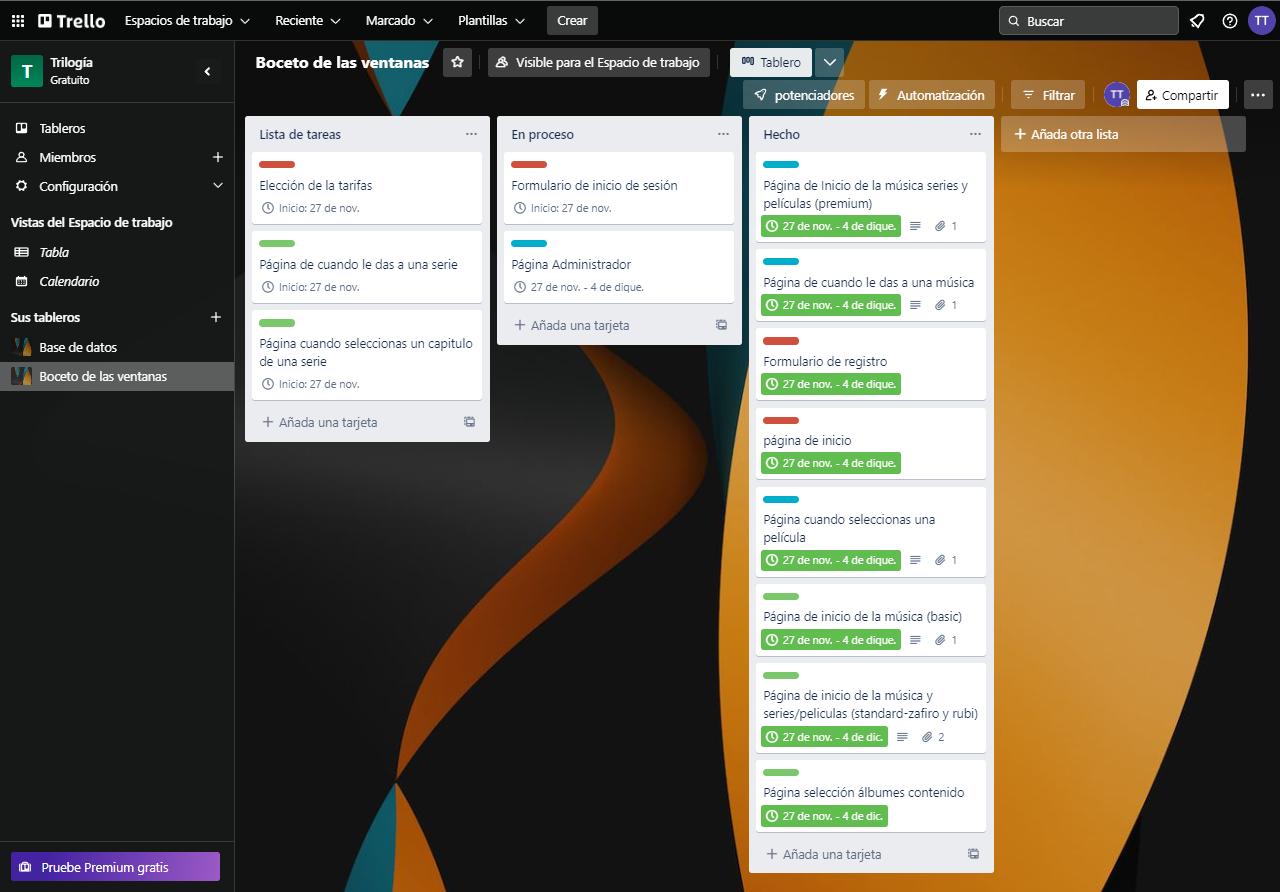 Trello
Espacios de trabajo
Reciente
Marcado
Plantillas
Crear
Buscar
TT
T
Trilogía
Gratuito
Tableros
Miembros
Configuración
Vistas del Espacio de trabajo
Tabla
Calendario
Sus tableros
Base de datos
Boceto de las ventanas
Pruebe Premium gratis
Boceto de las ventanas
Visible para el Espacio de trabajo
Tablero
potenciadores
Automatización
Filtrar
TT
Compartir
Lista de tareas
Elección de la tarifas
Inicio: 27 de nov.
Página de cuando le das a una serie
Inicio: 27 de nov.
Página cuando seleccionas un capitulo
de una serie
Inicio: 27 de nov.
Añada una tarjeta
En proceso
Formulario de inicio de sesión
Inicio: 27 de nov.
Página Administrador
27 de nov. - 4 de dique.
Añada una tarjeta
Hecho
Página de Inicio de la música series y
películas (premium)
27 de nov. - 4 de dique. 1
Página de cuando le das a una música
27 de nov. - 4 de dique. 1
Formulario de registro
27 de nov. - 4 de dique.
página de inicio
27 de nov. - 4 de dique.
Página cuando seleccionas una
película
27 de nov. - 4 de dique. 1
Página de inicio de la música (basic)
27 de nov. - 4 de dique. 1
Página de inicio de la música y
series/peliculas (standard-zafiro y rubi)
27 de nov. - 4 de dic. 2
Página selección álbumes contenido
27 de nov. - 4 de dic.
Añada una tarjeta
Añada otra lista